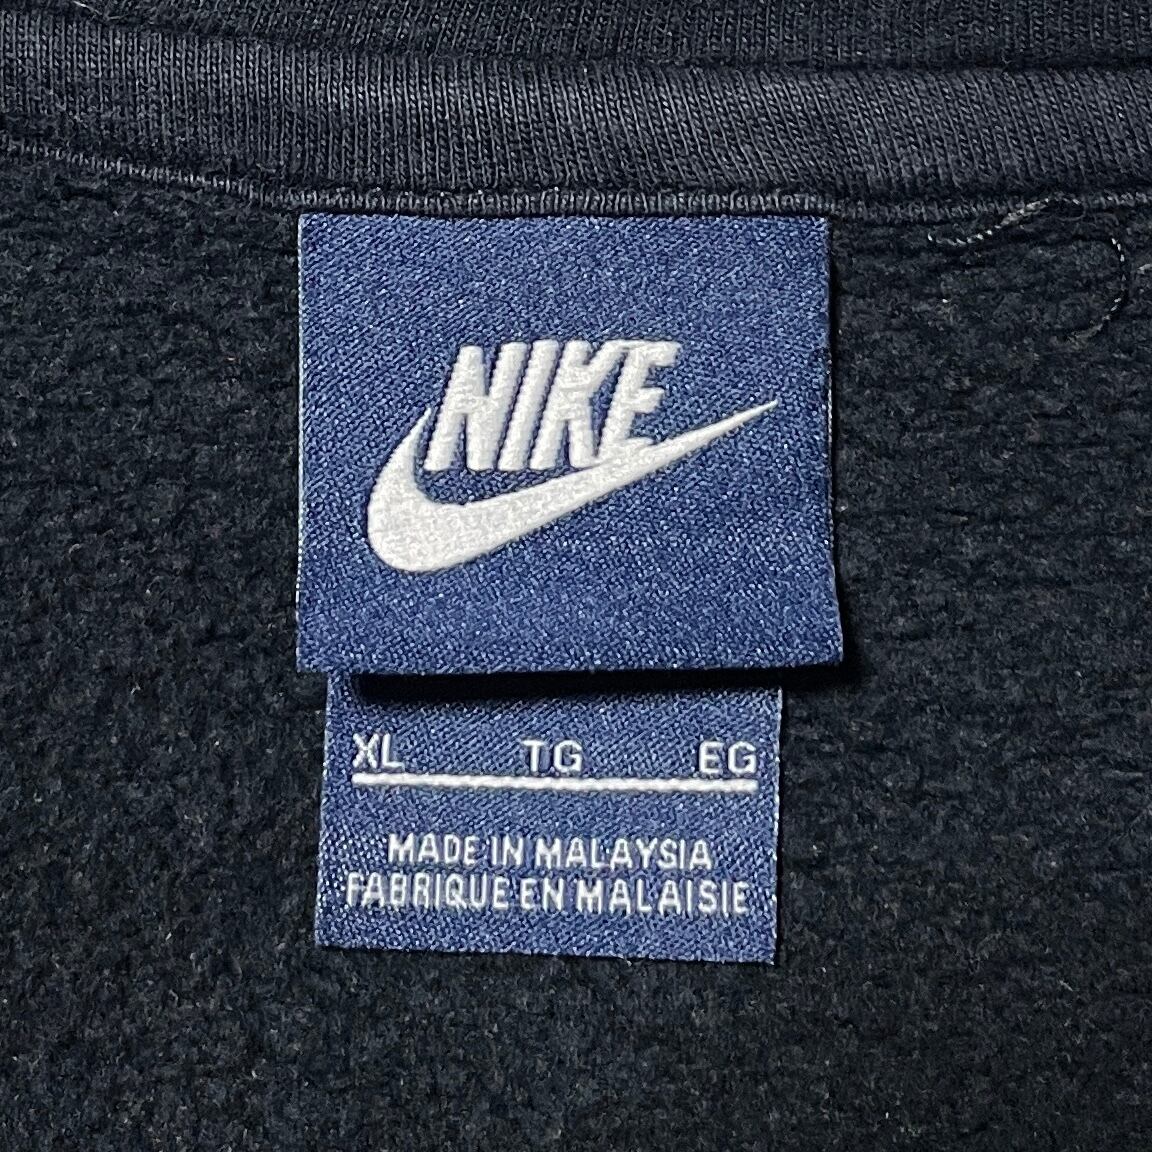 NIKE
XL TG EG
MADE IN MALAYSIA
FABRIQUE EN MALAISIE